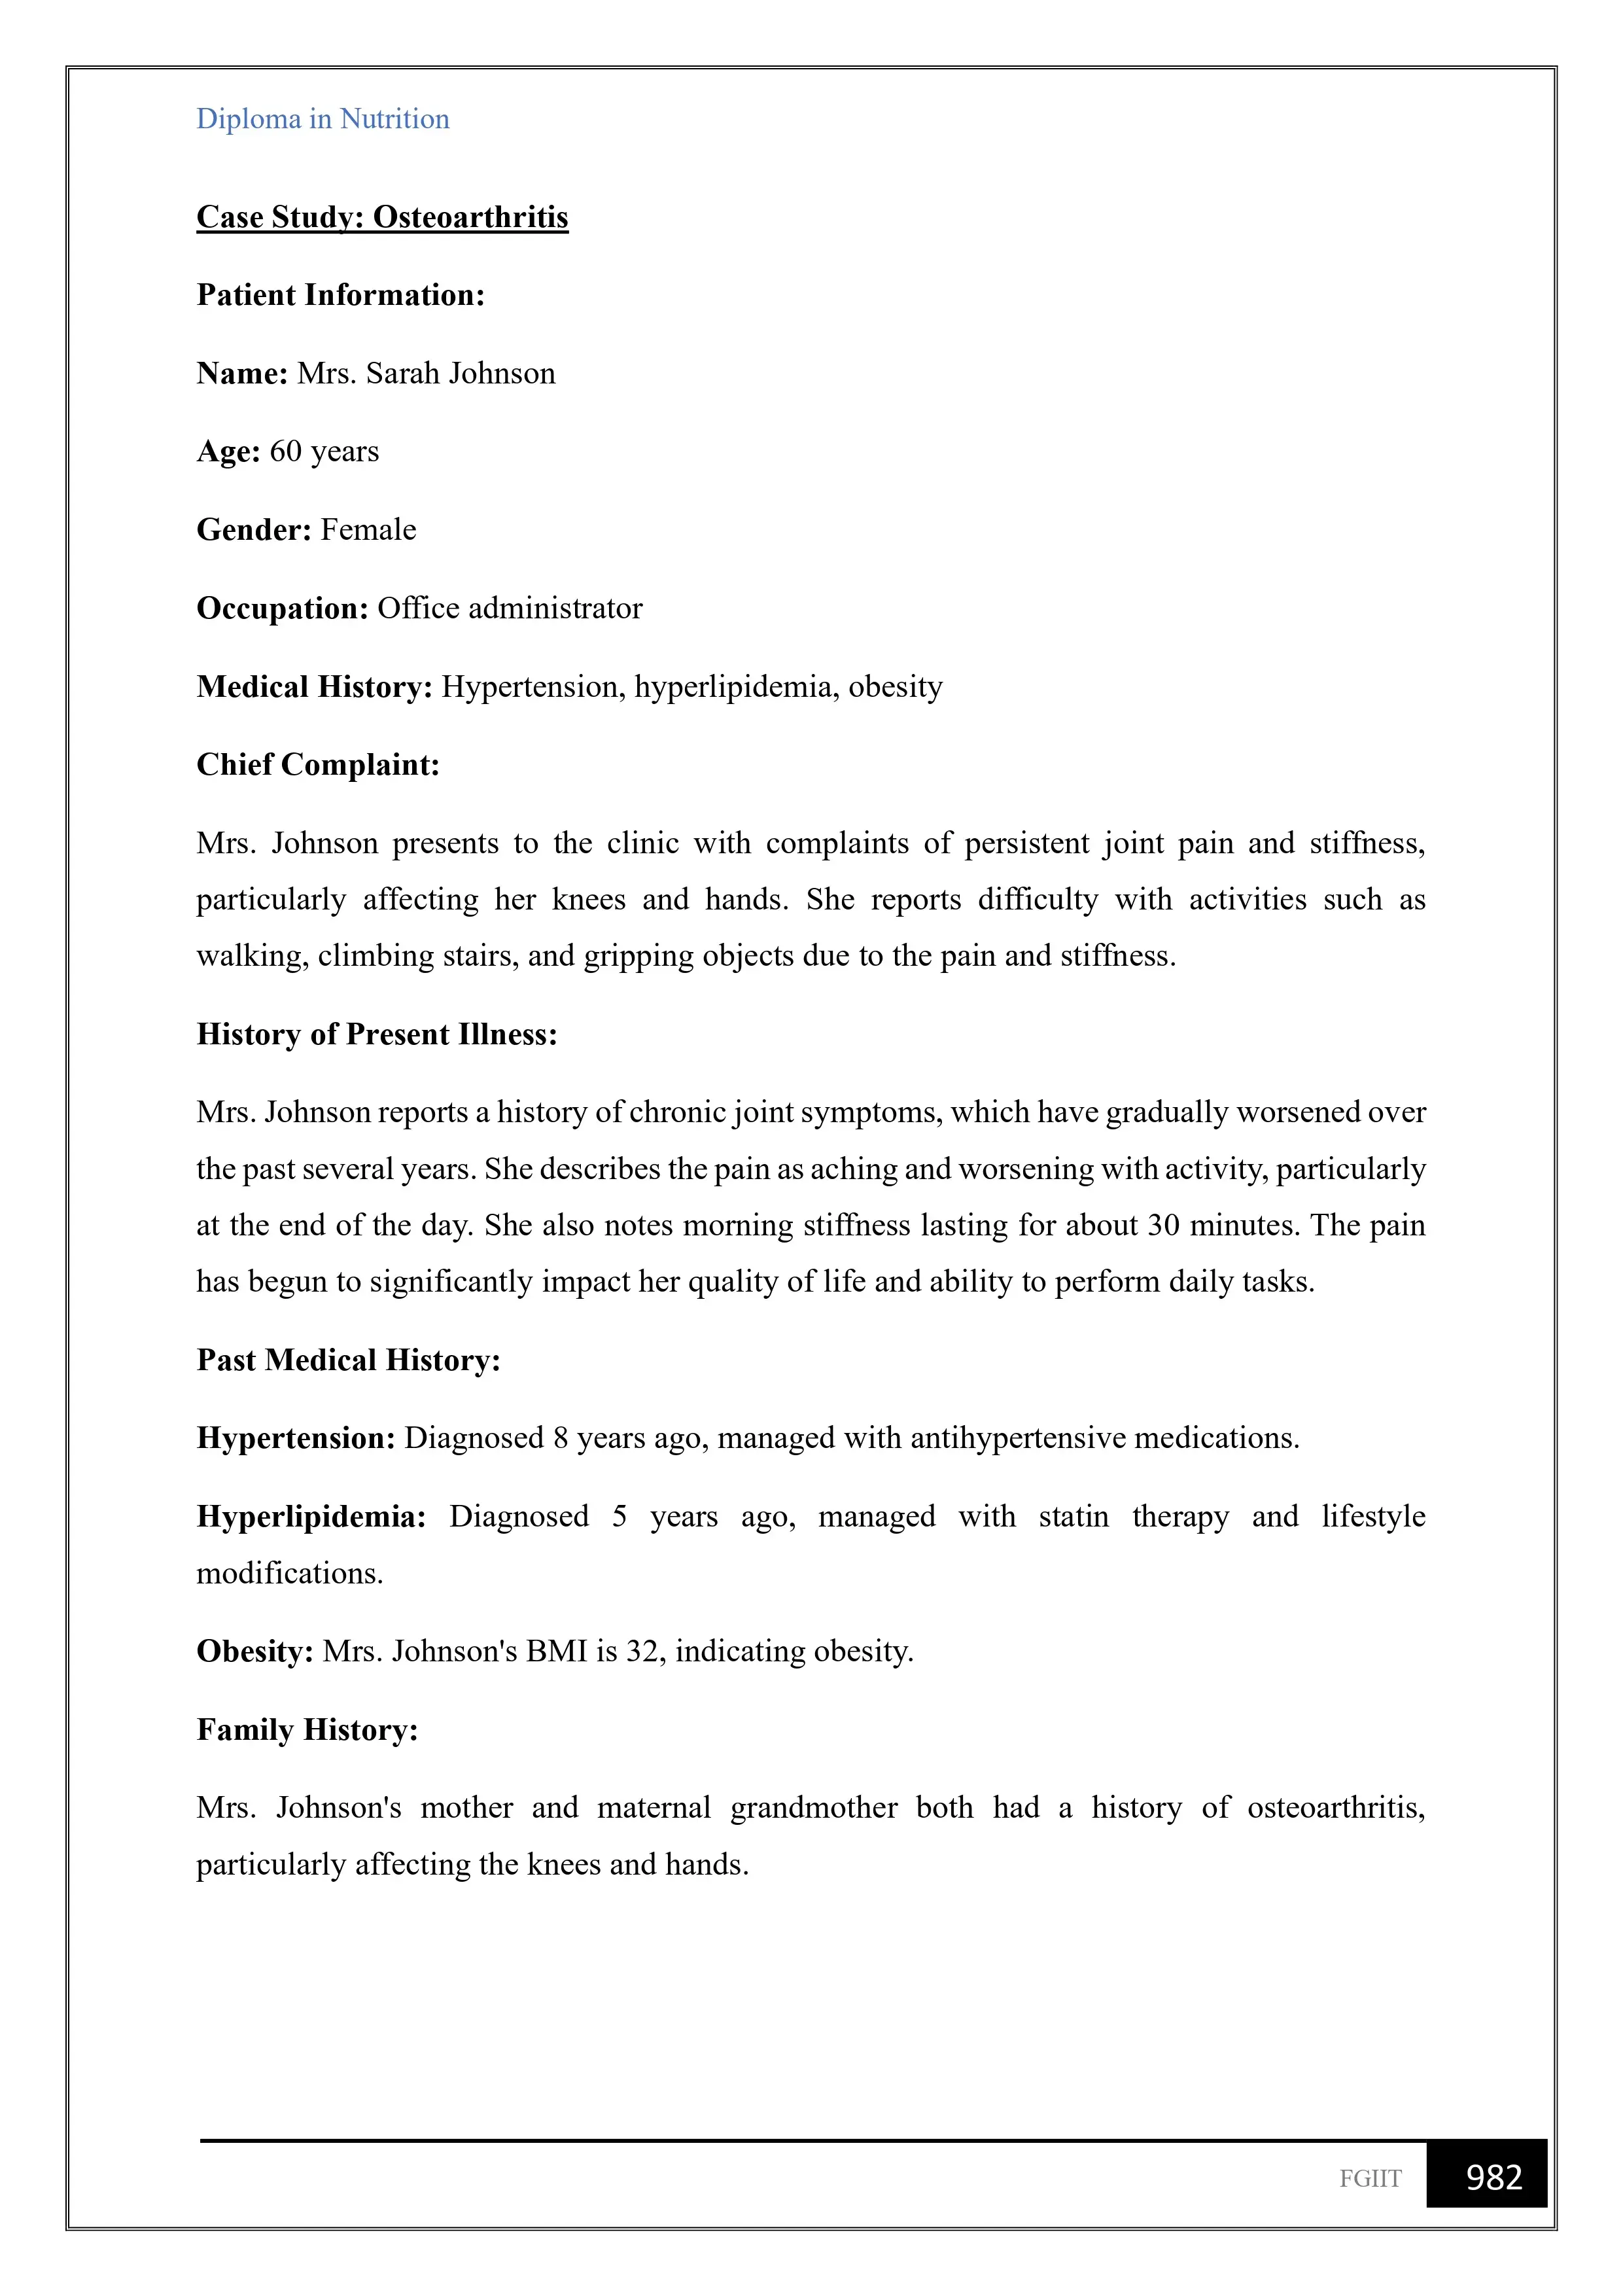 Diploma in Nutrition
Case Study: Osteoarthritis
Patient Information:
Name: Mrs. Sarah Johnson
Age: 60 years
Gender: Female
Occupation: Office administrator
Medical History: Hypertension, hyperlipidemia, obesity
Chief Complaint:
Mrs. Johnson presents to the clinic with complaints of persistent joint pain and stiffness,
particularly affecting her knees and hands. She reports difficulty with activities such as
walking, climbing stairs, and gripping objects due to the pain and stiffness.
History of Present Illness:
Mrs. Johnson reports a history of chronic joint symptoms, which have gradually worsened over
the past several years. She describes the pain as aching and worsening with activity, particularly
at the end of the day. She also notes morning stiffness lasting for about 30 minutes. The pain
has begun to significantly impact her quality of life and ability to perform daily tasks.
Past Medical History:
Hypertension: Diagnosed 8 years ago, managed with antihypertensive medications.
Hyperlipidemia: Diagnosed 5 years ago, managed with statin therapy and lifestyle
modifications.
Obesity: Mrs. Johnson's BMI is 32, indicating obesity.
Family History:
Mrs. Johnson's mother and maternal grandmother both had a history of osteoarthritis,
particularly affecting the knees and hands.
FGIIT 982